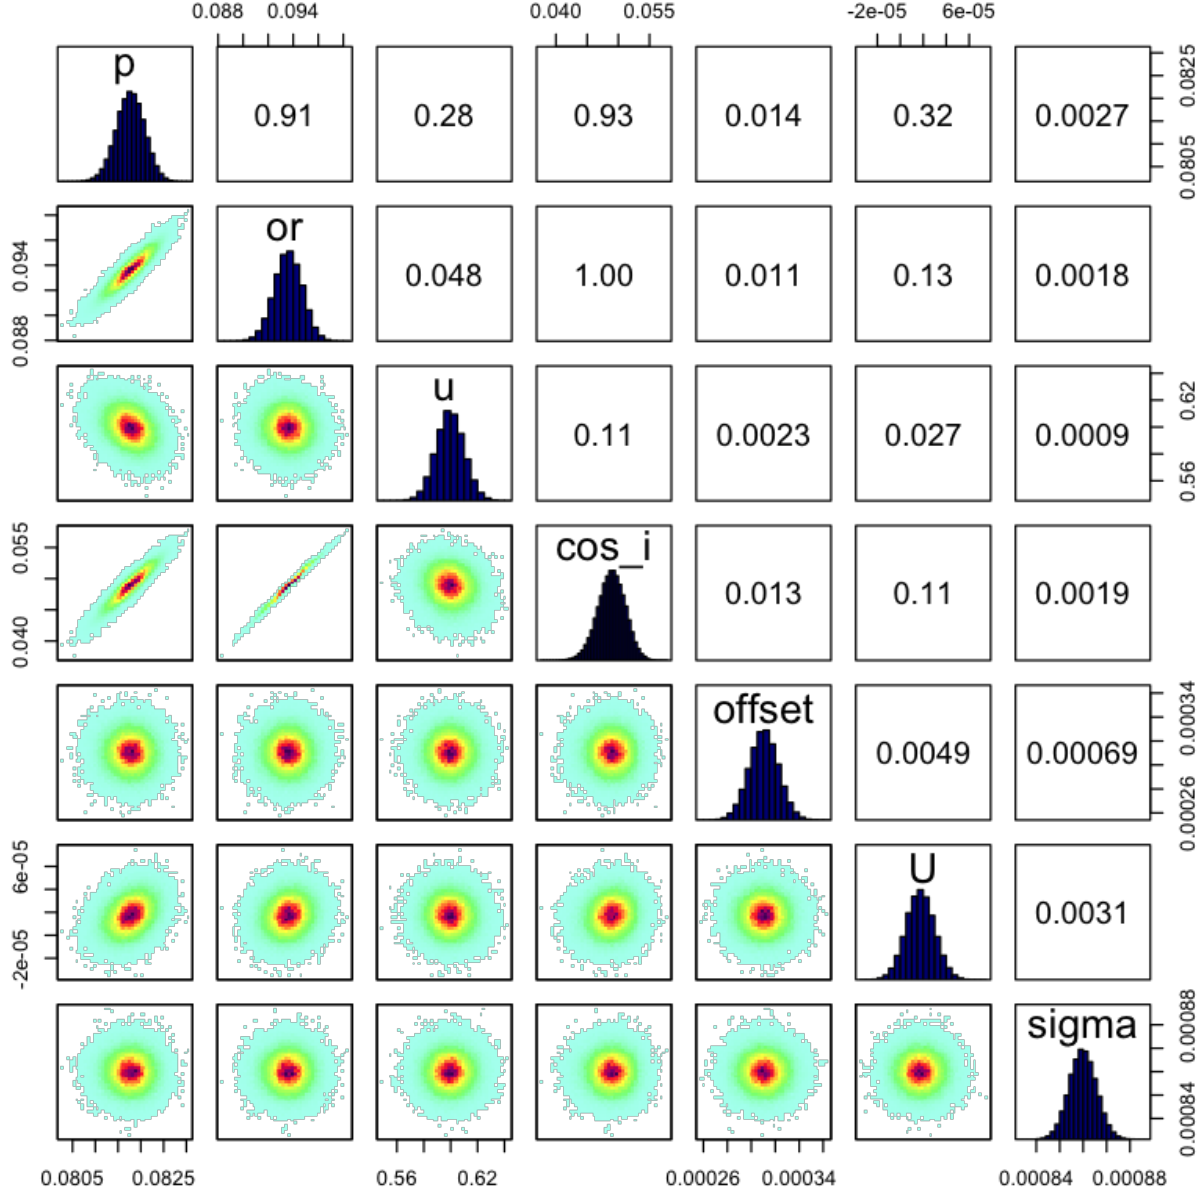 0.088 0.094 0.040 0.055 -2e-05 6e-05
p 0.91 0.28 0.93 0.014 0.32 0.0027
0.0805 0.0825
or 0.048 1.00 0.011 0.13 0.0018
0.088 0.094
u 0.11 0.0023 0.027 0.0009
0.56 0.62
cos_i 0.013 0.11 0.0019
0.040 0.055
offset 0.0049 0.00069
0.00026 0.00034
U 0.0031
-2e-05 6e-05
sigma
0.00084 0.00088
0.0805 0.0825 0.56 0.62 0.00026 0.00034 0.00084 0.00088